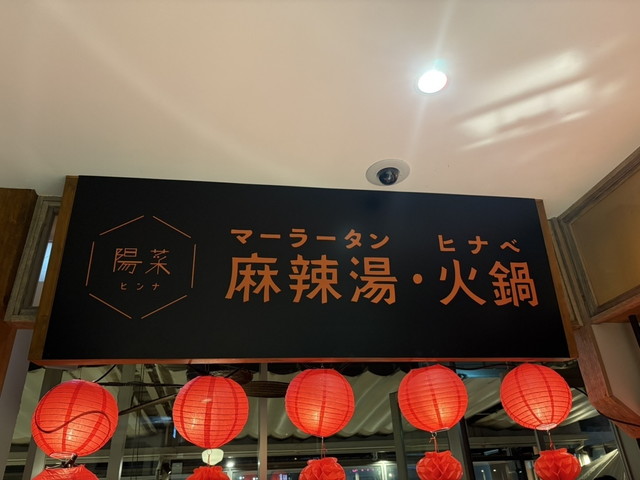 陽菜
ヒンナ
マーラータン ヒナベ
麻辣湯・火鍋